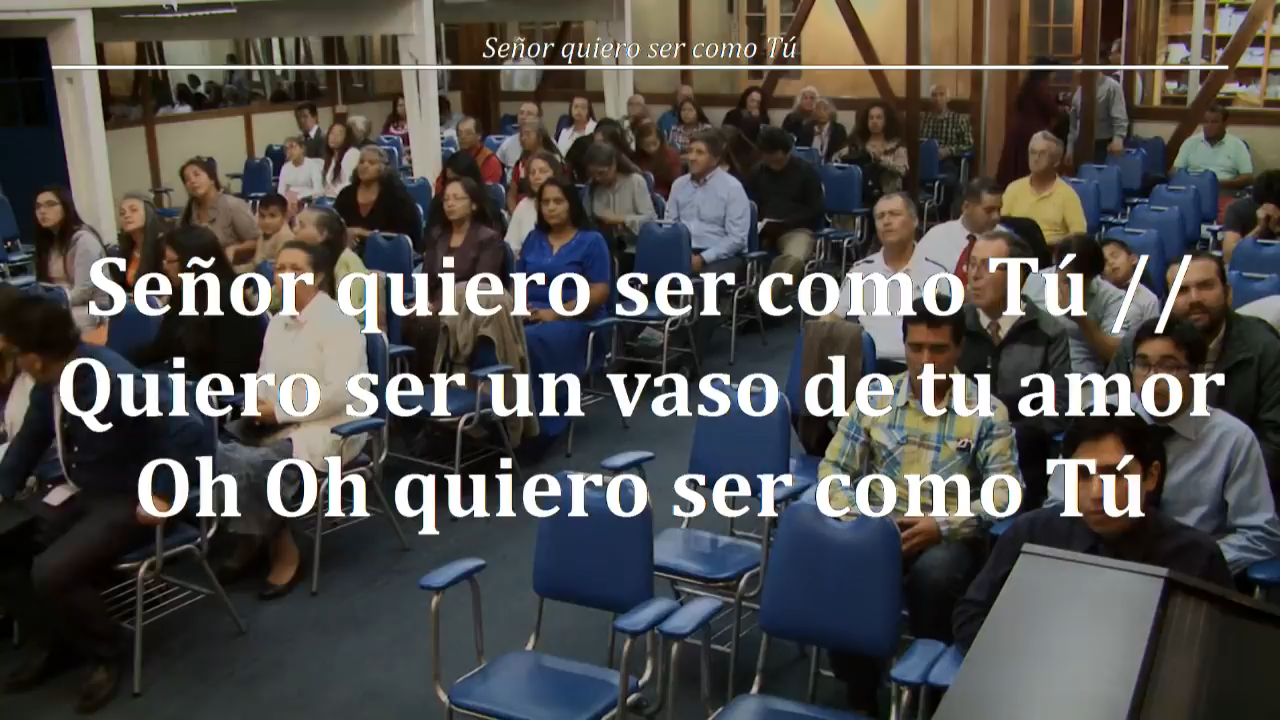 Señor quiero ser como Tú
Señor quiero ser como Tú //
Quiero ser un vaso de tu amor
Oh Oh quiero ser como Tú